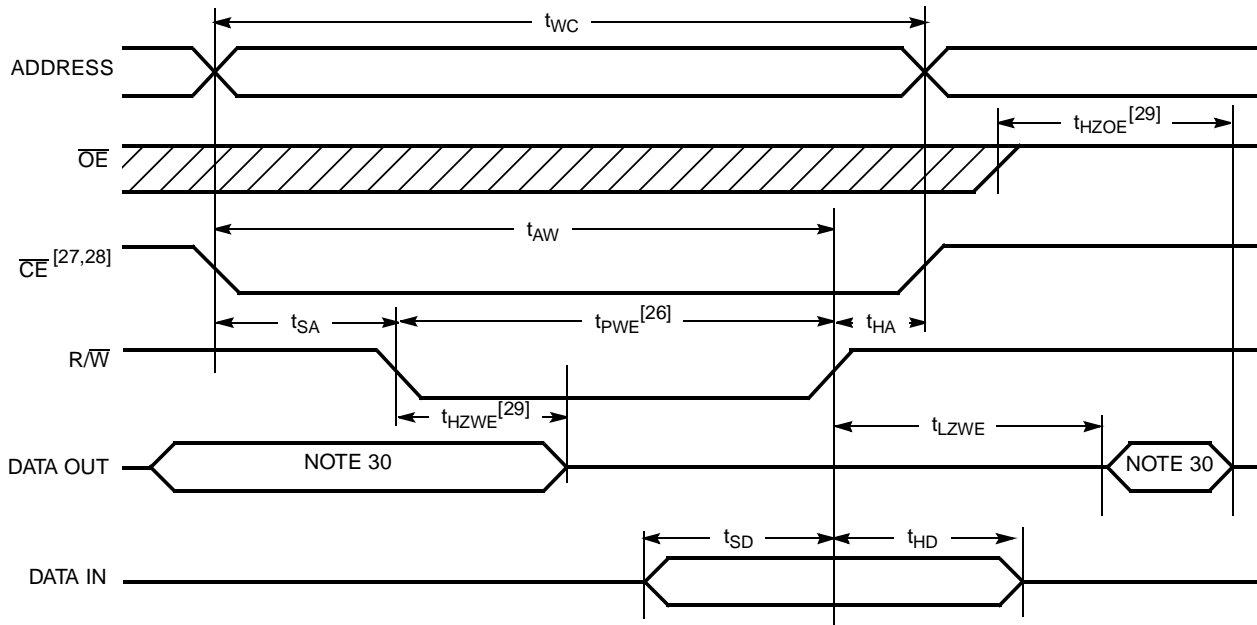 tWC
ADDRESS
tHZOE[29]
OE
tAW
CE [27,28]
tSA
tPWE[26]
tHA
R/W
tHZWE[29]
tLZWE
DATA OUT
NOTE 30
NOTE 30
tSD
tHD
DATA IN